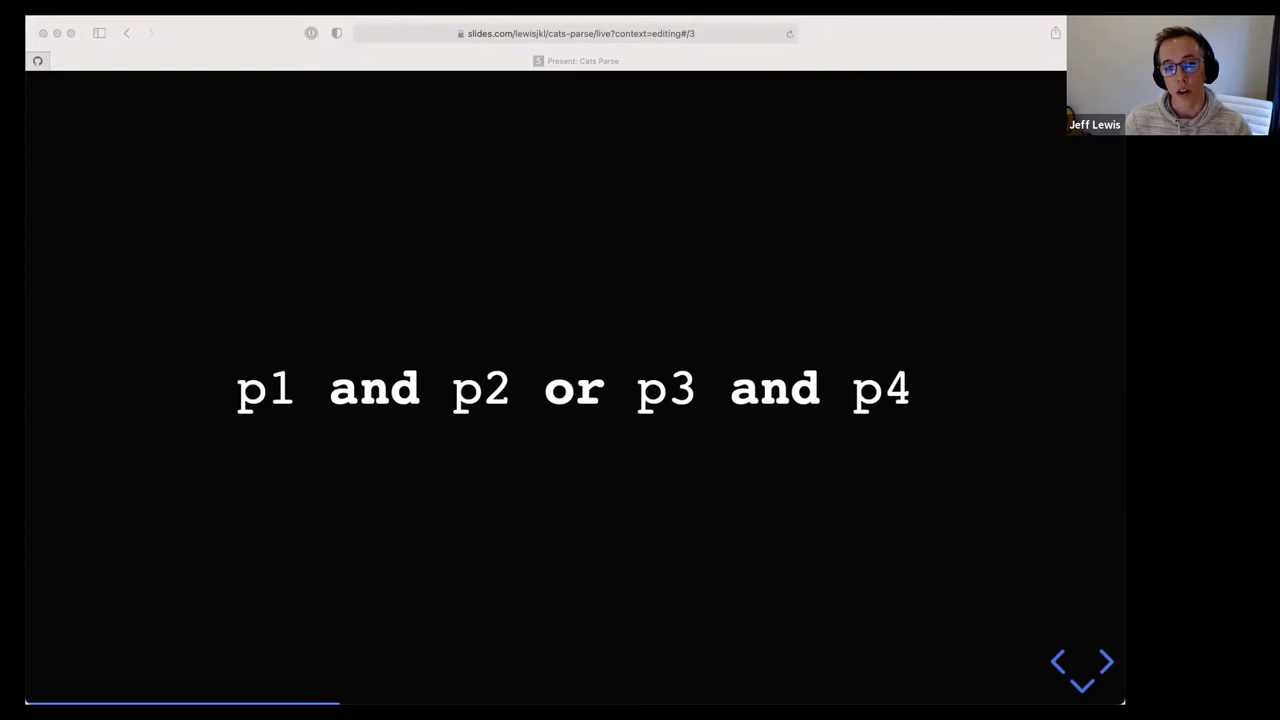 slides.com/lewisjkl/cats-parse/live?context=editing#/3
Present: Cats Parse
Jeff Lewis
p1 and p2 or p3 and p4